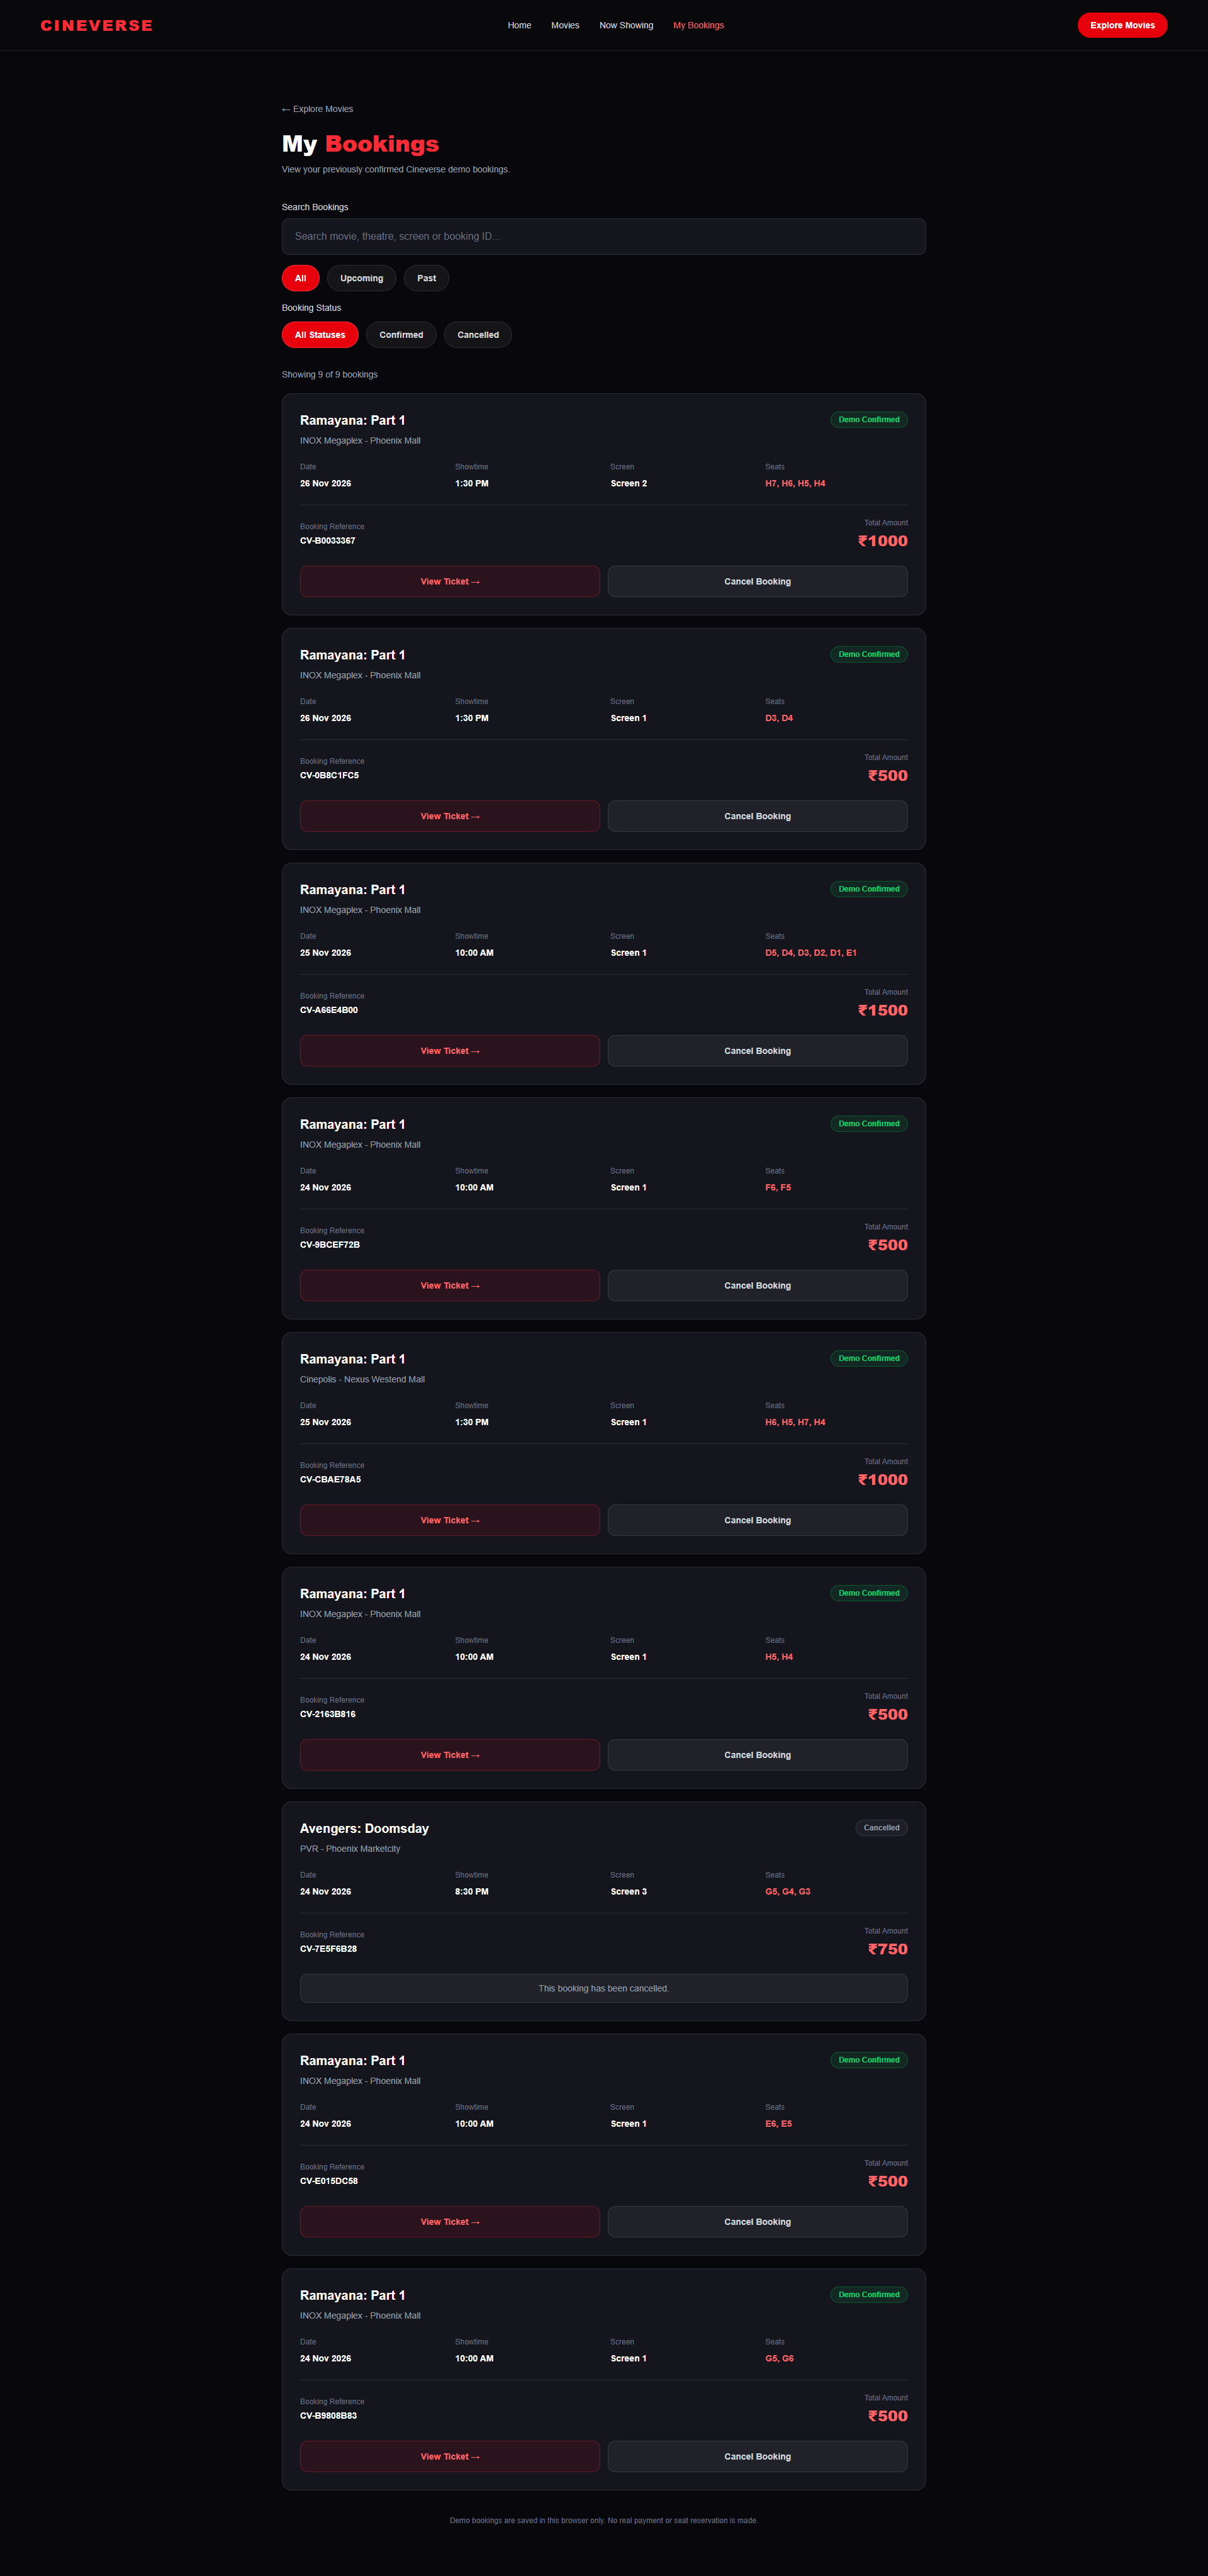 CINEVERSE
Home Movies Now Showing My Bookings
Explore Movies
← Explore Movies
My Bookings
View your previously confirmed Cineverse demo bookings.
Search Bookings
Search movie, theatre, screen or booking ID...
All Upcoming Past
Booking Status
All Statuses Confirmed Cancelled
Showing 9 of 9 bookings
Ramayana: Part 1 Demo Confirmed
INOX Megaplex - Phoenix Mall
Date Showtime Screen Seats
26 Nov 2026 1:30 PM Screen 2 H7, H6, H5, H4
Booking Reference Total Amount
CV-B0033367 ₹1000
View Ticket → Cancel Booking
Ramayana: Part 1 Demo Confirmed
INOX Megaplex - Phoenix Mall
Date Showtime Screen Seats
26 Nov 2026 1:30 PM Screen 1 D3, D4
Booking Reference Total Amount
CV-0B8C1FC5 ₹500
View Ticket → Cancel Booking
Ramayana: Part 1 Demo Confirmed
INOX Megaplex - Phoenix Mall
Date Showtime Screen Seats
25 Nov 2026 10:00 AM Screen 1 D5, D4, D3, D2, D1, E1
Booking Reference Total Amount
CV-A66E4B00 ₹1500
View Ticket → Cancel Booking
Ramayana: Part 1 Demo Confirmed
INOX Megaplex - Phoenix Mall
Date Showtime Screen Seats
24 Nov 2026 10:00 AM Screen 1 F6, F5
Booking Reference Total Amount
CV-9BCEF72B ₹500
View Ticket → Cancel Booking
Ramayana: Part 1 Demo Confirmed
Cinepolis - Nexus Westend Mall
Date Showtime Screen Seats
25 Nov 2026 1:30 PM Screen 1 H6, H5, H7, H4
Booking Reference Total Amount
CV-CBAE78A5 ₹1000
View Ticket → Cancel Booking
Ramayana: Part 1 Demo Confirmed
INOX Megaplex - Phoenix Mall
Date Showtime Screen Seats
24 Nov 2026 10:00 AM Screen 1 H5, H4
Booking Reference Total Amount
CV-2163B816 ₹500
View Ticket → Cancel Booking
Avengers: Doomsday Cancelled
PVR - Phoenix Marketcity
Date Showtime Screen Seats
24 Nov 2026 8:30 PM Screen 3 G5, G4, G3
Booking Reference Total Amount
CV-7E5F6B28 ₹750
This booking has been cancelled.
Ramayana: Part 1 Demo Confirmed
INOX Megaplex - Phoenix Mall
Date Showtime Screen Seats
24 Nov 2026 10:00 AM Screen 1 E6, E5
Booking Reference Total Amount
CV-E015DC58 ₹500
View Ticket → Cancel Booking
Ramayana: Part 1 Demo Confirmed
INOX Megaplex - Phoenix Mall
Date Showtime Screen Seats
24 Nov 2026 10:00 AM Screen 1 G5, G6
Booking Reference Total Amount
CV-B9808B83 ₹500
View Ticket → Cancel Booking
Demo bookings are saved in this browser only. No real payment or seat reservation is made.